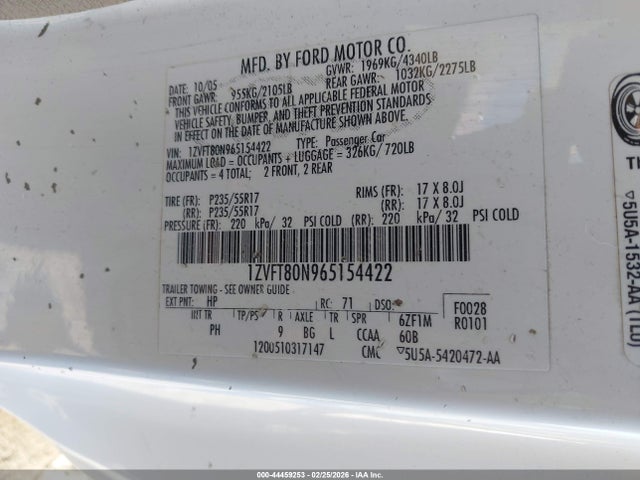 MFD. BY FORD MOTOR CO.
DATE: 10/05 GVWR: 1969KG/4340LB
FRONT GAWR: 955KG/2105LB REAR GAWR: 1032KG/2275LB
THIS VEHICLE CONFORMS TO ALL APPLICABLE FEDERAL MOTOR
VEHICLE SAFETY, BUMPER, AND THEFT PREVENTION STANDARDS
IN EFFECT ON THE DATE OF MANUFACTURE SHOWN ABOVE.
VIN: 1ZVFT80N965154422 TYPE: Passenger Car
MAXIMUM LOAD = OCCUPANTS + LUGGAGE = 326KG/720LB
OCCUPANTS = 4 TOTAL; 2 FRONT, 2 REAR
TIRE (FR): P235/55R17 RIMS (FR): 17 X 8.0J
(RR): P235/55R17 (RR): 17 X 8.0J
PRESSURE (FR): 220 kPa/ 32 PSI COLD (RR): 220 kPa/ 32 PSI COLD
1ZVFT80N965154422
TRAILER TOWING - SEE OWNER GUIDE
EXT PNT: HP RC: 71 DSO: F0028
INT TR TP/PS R AXLE TR SPR 6ZF1M R0101
PH 9 BG L CCAA 60B
1200510317147 CMC ▽5U5A-5420472-AA
▽5U5A-1532-AA (LU)
000-44459253 - 02/25/2026 - IAAI.CA